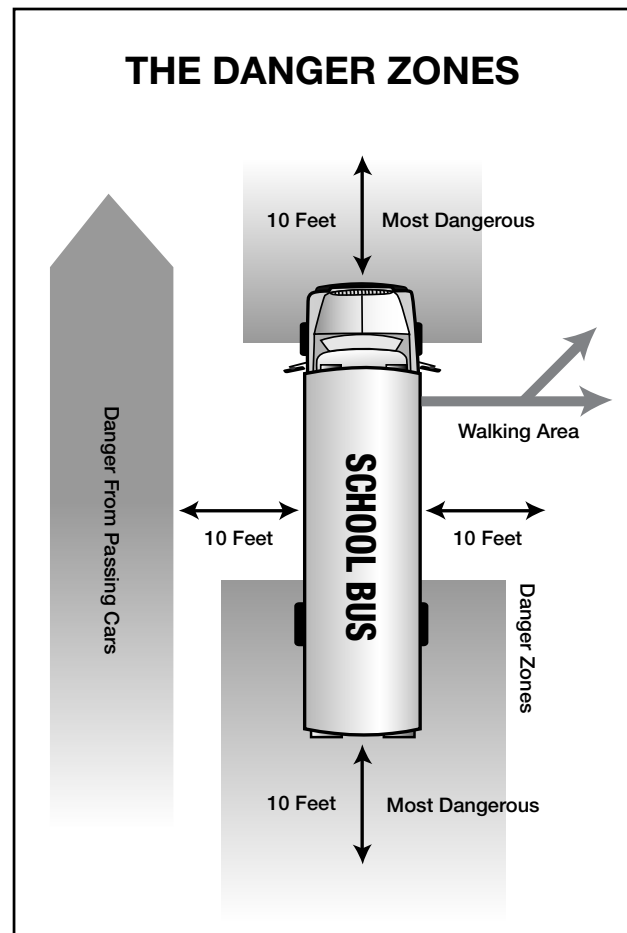 THE DANGER ZONES
10 Feet
Most Dangerous
Walking Area
Danger From Passing Cars
SCHOOL BUS
10 Feet
10 Feet
Danger Zones
10 Feet
Most Dangerous